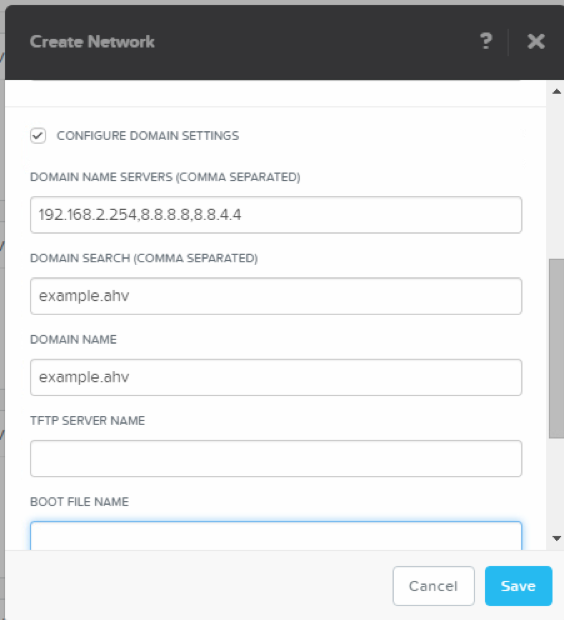 Create Network
?
CONFIGURE DOMAIN SETTINGS
DOMAIN NAME SERVERS (COMMA SEPARATED)
192.168.2.254,8.8.8.8,8.8.4.4
DOMAIN SEARCH (COMMA SEPARATED)
example.ahv
DOMAIN NAME
example.ahv
TFTP SERVER NAME
BOOT FILE NAME
Cancel
Save